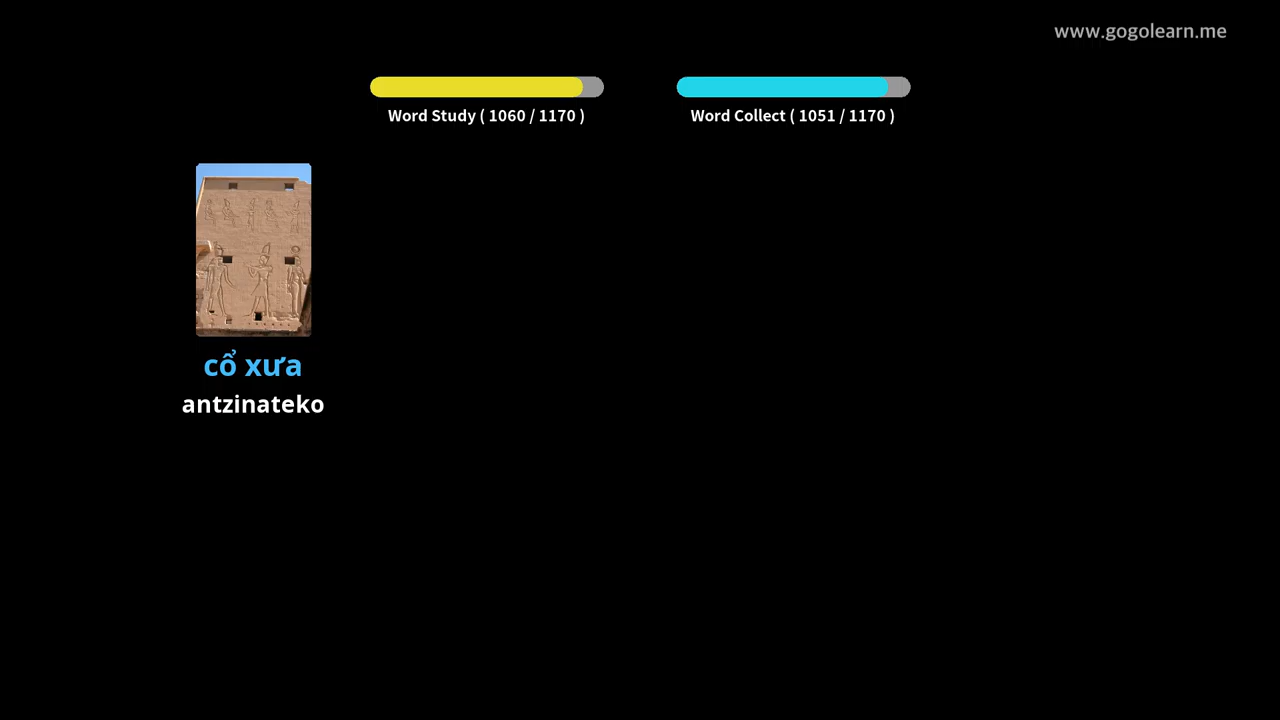 www.gogolearn.me
Word Study ( 1060 / 1170 )
Word Collect ( 1051 / 1170 )
cổ xưa
antzinateko